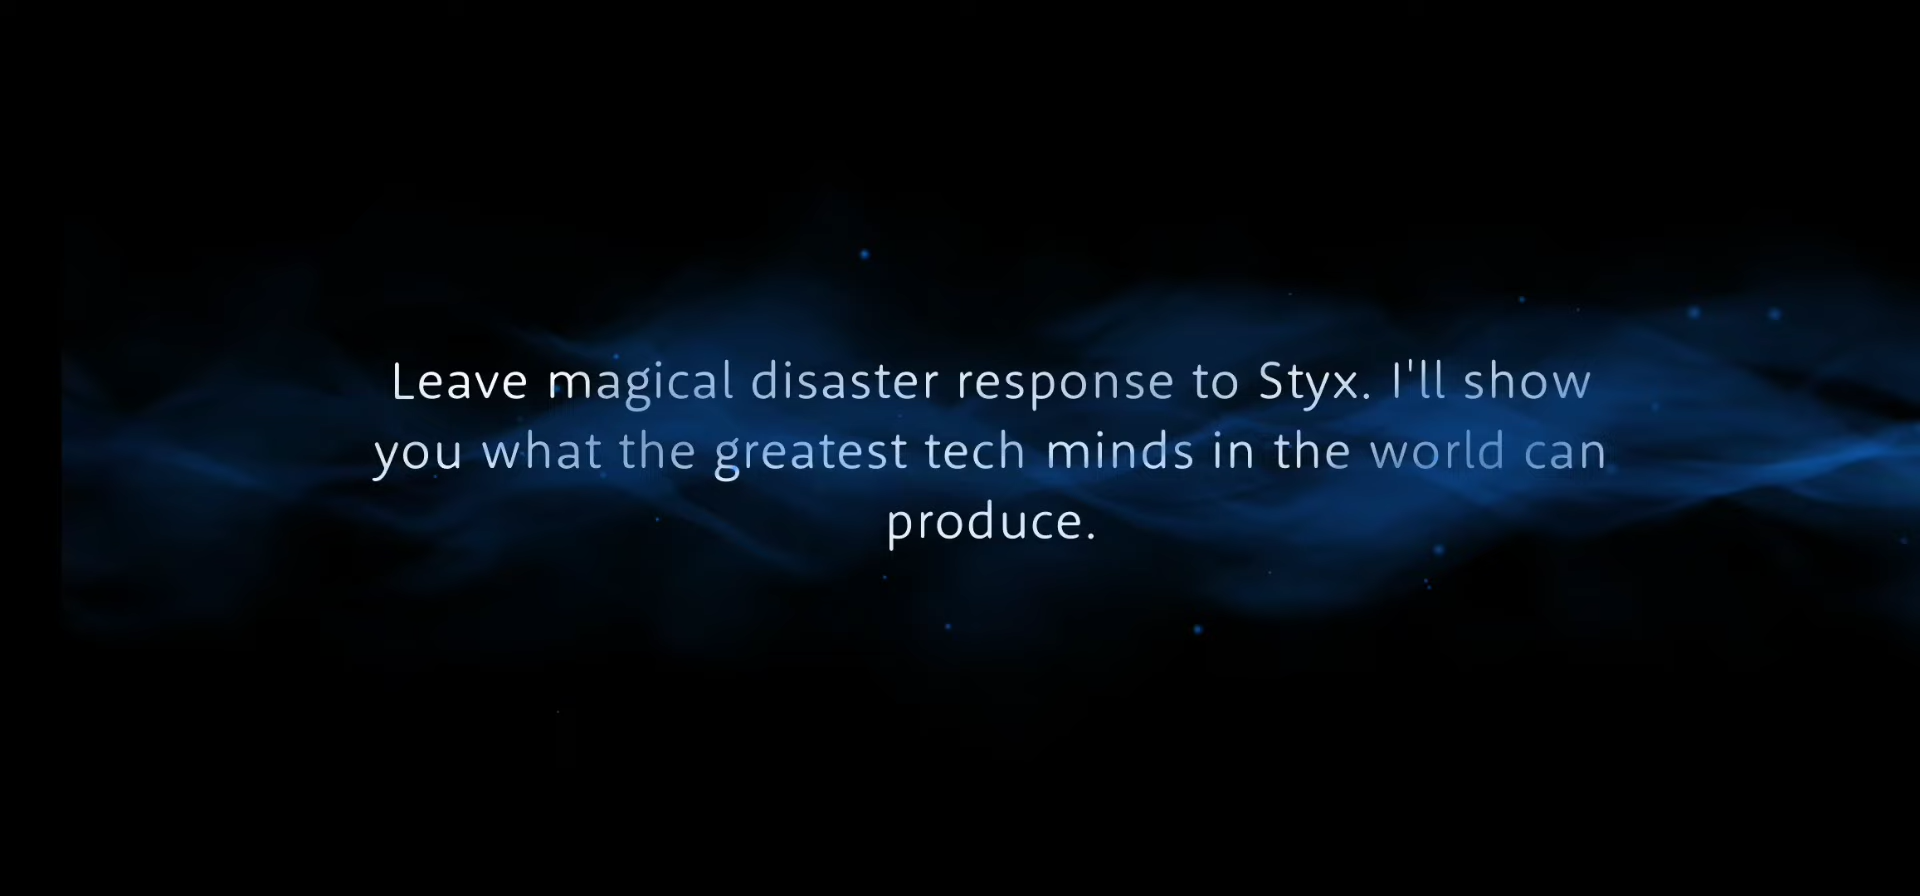 Leave magical disaster response to Styx. I'll show
you what the greatest tech minds in the world can
produce.